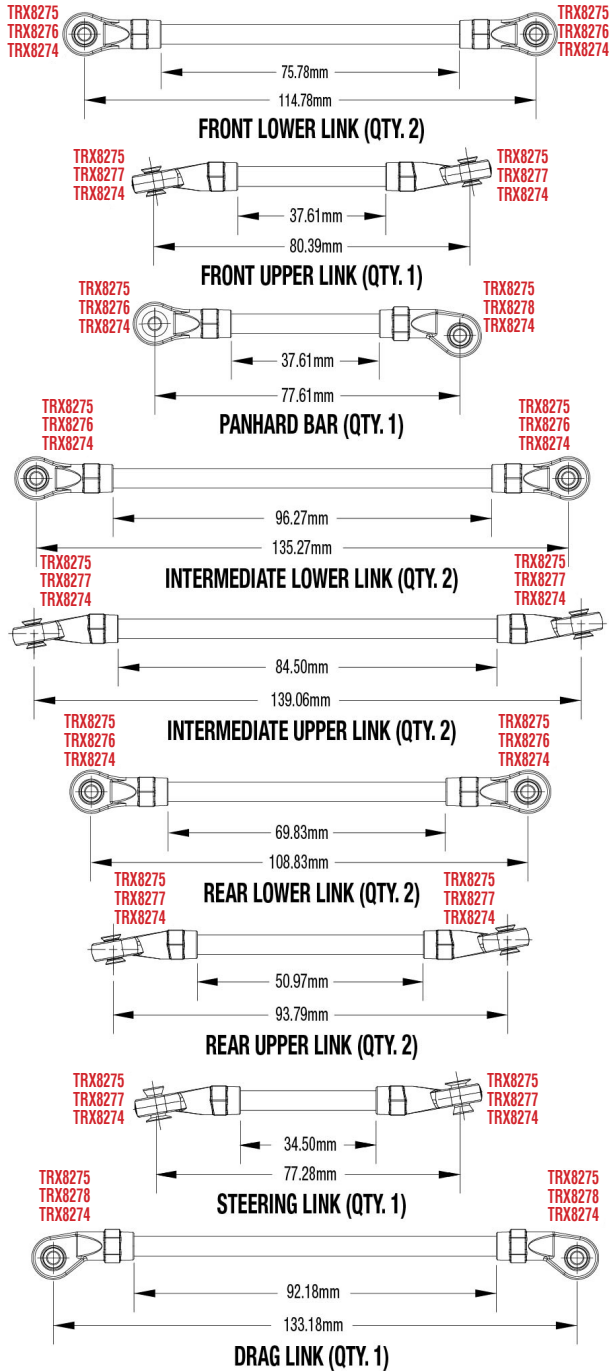 TRX8275 TRX8275
TRX8276 TRX8276
TRX8274 TRX8274
75.78mm
114.78mm
FRONT LOWER LINK (QTY. 2)
TRX8275 TRX8275
TRX8277 TRX8277
TRX8274 TRX8274
37.61mm
80.39mm
FRONT UPPER LINK (QTY. 1)
TRX8275 TRX8275
TRX8276 TRX8278
TRX8274 TRX8274
37.61mm
77.61mm
PANHARD BAR (QTY. 1)
TRX8275 TRX8275
TRX8276 TRX8276
TRX8274 TRX8274
96.27mm
135.27mm
INTERMEDIATE LOWER LINK (QTY. 2)
TRX8275 TRX8275
TRX8277 TRX8277
TRX8274 TRX8274
84.50mm
139.06mm
INTERMEDIATE UPPER LINK (QTY. 2)
TRX8275 TRX8275
TRX8276 TRX8276
TRX8274 TRX8274
69.83mm
108.83mm
REAR LOWER LINK (QTY. 2)
TRX8275 TRX8275
TRX8277 TRX8277
TRX8274 TRX8274
50.97mm
93.79mm
REAR UPPER LINK (QTY. 2)
TRX8275 TRX8275
TRX8277 TRX8277
TRX8274 TRX8274
34.50mm
77.28mm
STEERING LINK (QTY. 1)
TRX8275 TRX8275
TRX8278 TRX8278
TRX8274 TRX8274
92.18mm
133.18mm
DRAG LINK (QTY. 1)